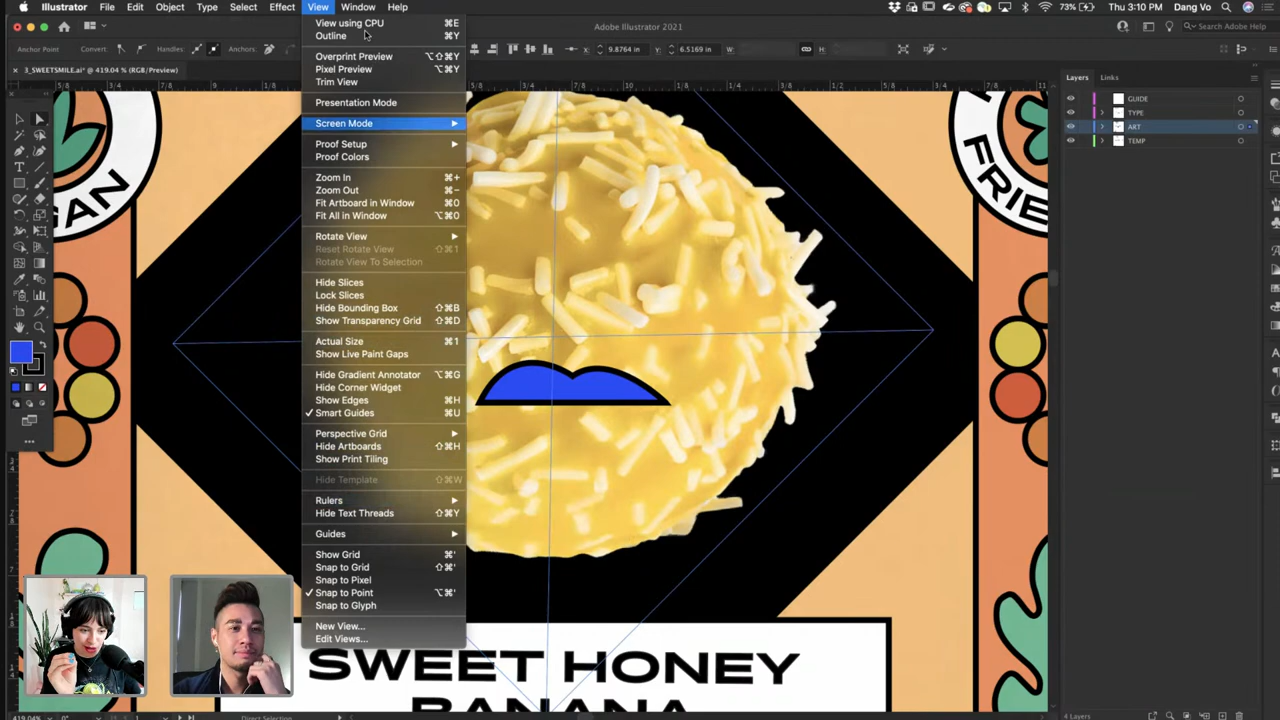 Illustrator File Edit Object Type Select Effect View Window Help
73% Thu 3:10 PM Dang Vo
Adobe Illustrator 2021
Search Adobe Help
Anchor Point Convert: Handles: Anchors: X: 9.8764 in Y: 6.5169 in W: H:
× 3_SWEETSMILE.ai* @ 419.04 % (RGB/Preview)
View using CPU ⌘E
Outline ⌘Y
Overprint Preview ⌥⇧⌘Y
Pixel Preview ⌥⌘Y
Trim View
Presentation Mode
Screen Mode
Proof Setup
Proof Colors
Zoom In ⌘+
Zoom Out ⌘−
Fit Artboard in Window ⌘0
Fit All in Window ⌥⌘0
Rotate View
Reset Rotate View ⇧⌘1
Rotate View To Selection
Hide Slices
Lock Slices
Hide Bounding Box ⇧⌘B
Show Transparency Grid ⇧⌘D
Actual Size ⌘1
Show Live Paint Gaps
Hide Gradient Annotator ⌥⌘G
Hide Corner Widget
Show Edges ⌘H
✓ Smart Guides ⌘U
Perspective Grid
Hide Artboards ⇧⌘H
Show Print Tiling
Hide Template ⇧⌘W
Rulers
Hide Text Threads ⇧⌘Y
Guides
Show Grid ⌘'
Snap to Grid ⇧⌘'
Snap to Pixel
✓ Snap to Point ⌥⌘'
Snap to Glyph
New View...
Edit Views...
Layers Links
GUIDE
TYPE
ART
TEMP
GAN
FRIE
SWEET HONEY
BANANA
419.04% 0° 1 Direct Selection
4 Layers